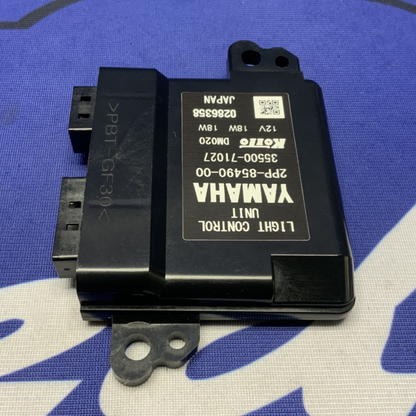 LIGHT CONTROL
UNIT
YAMAHA
2PP-85490-00
35500-71027
KOITO DM020
12V 18W 18W
0286358
JAPAN
>PBT-GF30<